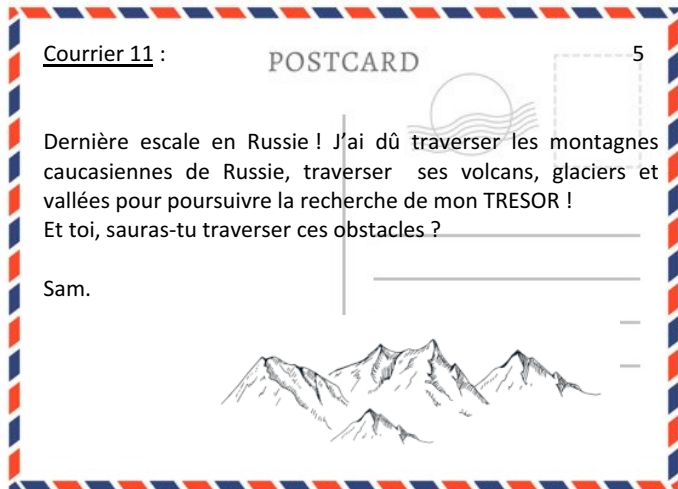 Courrier 11 :
POSTCARD
5
Dernière escale en Russie ! J’ai dû traverser les montagnes
caucasiennes de Russie, traverser ses volcans, glaciers et
vallées pour poursuivre la recherche de mon TRESOR !
Et toi, sauras-tu traverser ces obstacles ?
Sam.